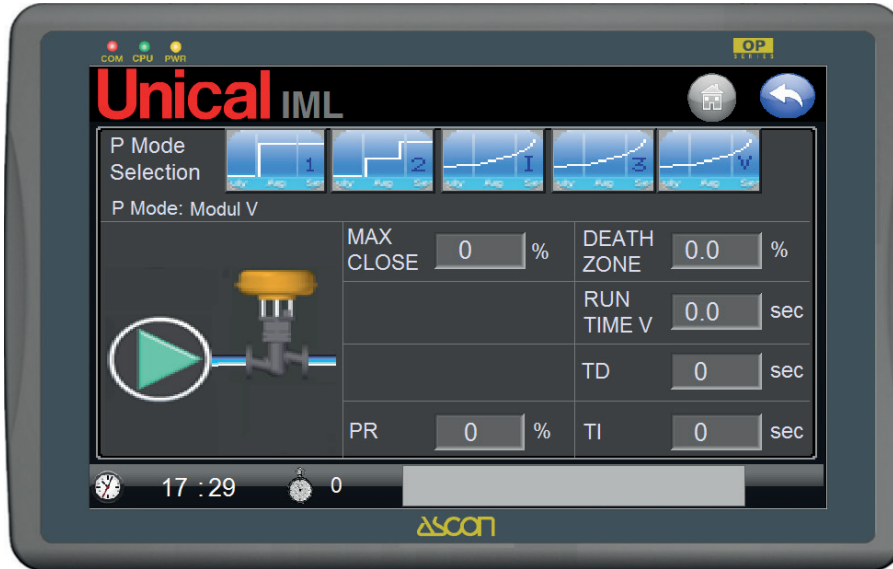 COM CPU PWR
OP
SERIES
Unical IML
P Mode
Selection
1
2
I
3
V
P Mode: Modul V
MAX
CLOSE
0 %
DEATH
ZONE
0.0 %
RUN
TIME V
0.0 sec
TD 0 sec
PR 0 %
TI 0 sec
17 : 29 0
ascon